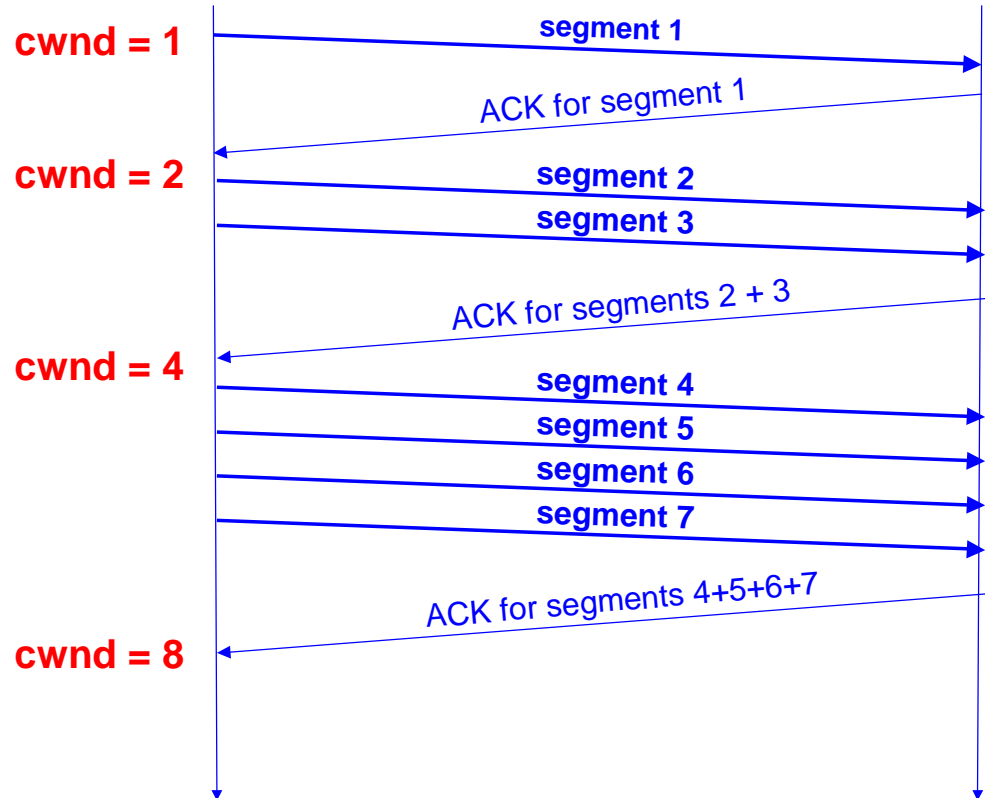 cwnd = 1
segment 1
ACK for segment 1
cwnd = 2
segment 2
segment 3
ACK for segments 2 + 3
cwnd = 4
segment 4
segment 5
segment 6
segment 7
ACK for segments 4+5+6+7
cwnd = 8